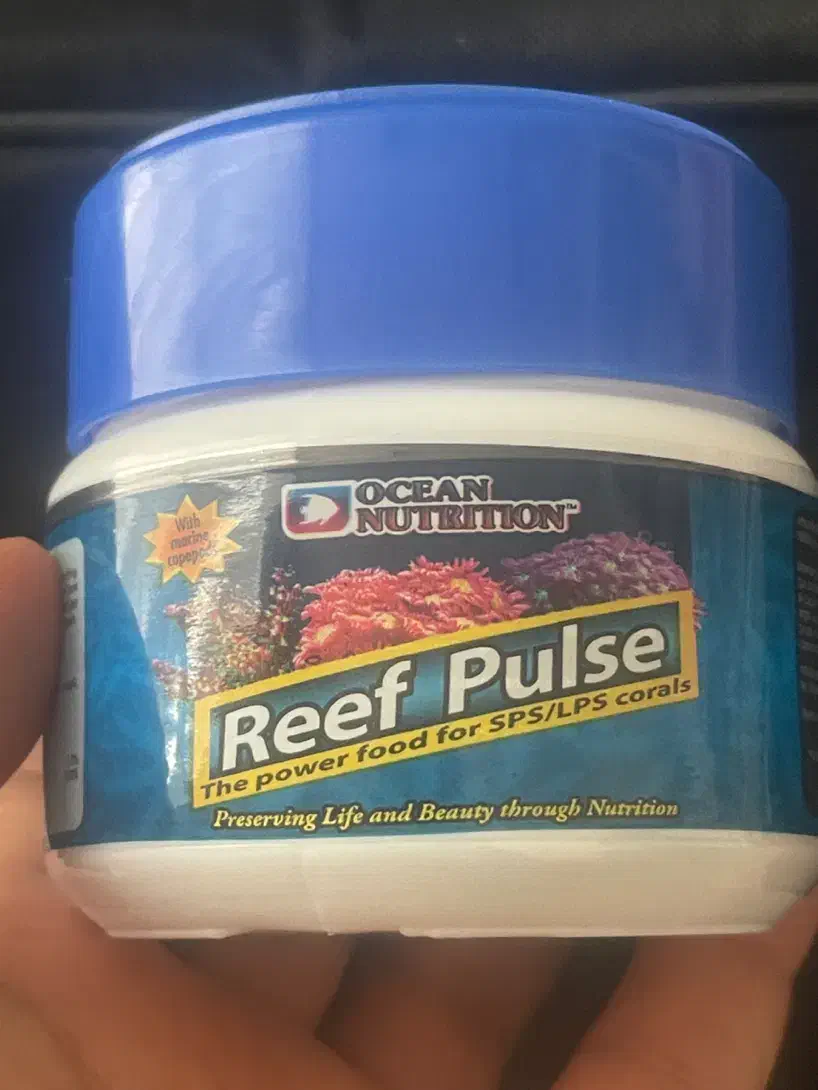 OCEAN
NUTRITION™
With
marine
copepods
Reef Pulse
The power food for SPS/LPS corals
Preserving Life and Beauty through Nutrition